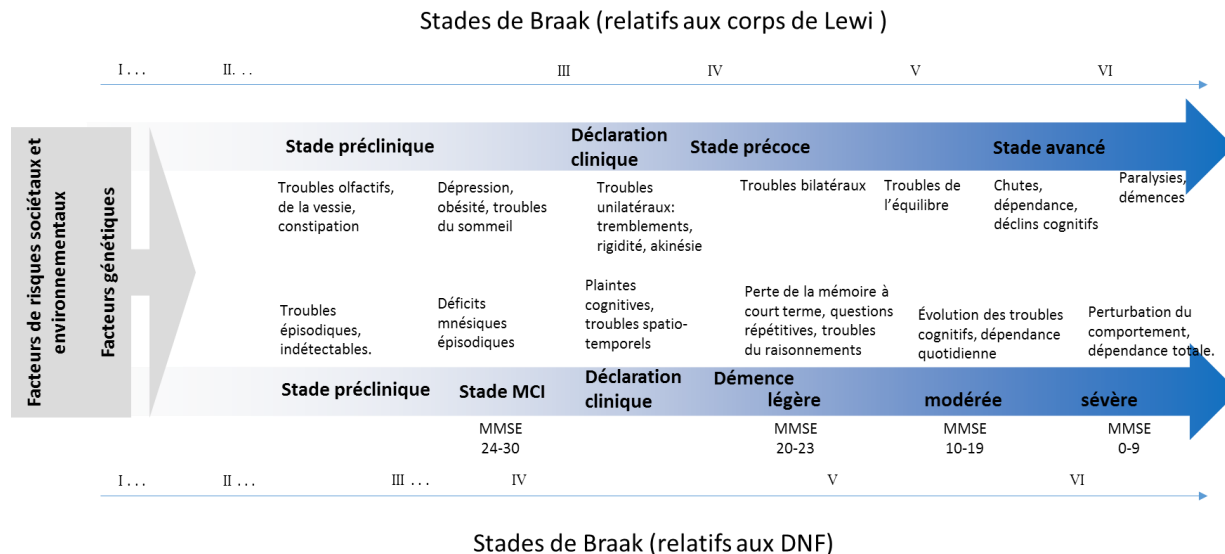 Stades de Braak (relatifs aux corps de Lewi )
I . . . II. . . III IV V VI
Facteurs de risques sociétaux et
environnementaux
Facteurs génétiques
Stade préclinique
Déclaration
clinique
Stade précoce
Stade avancé
Troubles olfactifs,
de la vessie,
constipation
Dépression,
obésité, troubles
du sommeil
Troubles
unilatéraux:
tremblements,
rigidité, akinésie
Troubles bilatéraux
Troubles de
l’équilibre
Chutes,
dépendance,
déclins cognitifs
Paralysies,
démences
Troubles
épisodiques,
indétectables.
Déficits
mnésiques
épisodiques
Plaintes
cognitives,
troubles spatio-
temporels
Perte de la mémoire à
court terme, questions
répétitives, troubles
du raisonnements
Évolution des troubles
cognitifs, dépendance
quotidienne
Perturbation du
comportement,
dépendance totale.
Stade préclinique
Stade MCI
Déclaration
clinique
Démence
légère
modérée
sévère
MMSE
24-30
MMSE
20-23
MMSE
10-19
MMSE
0-9
I . . . II . . . III . . . IV V VI
Stades de Braak (relatifs aux DNF)